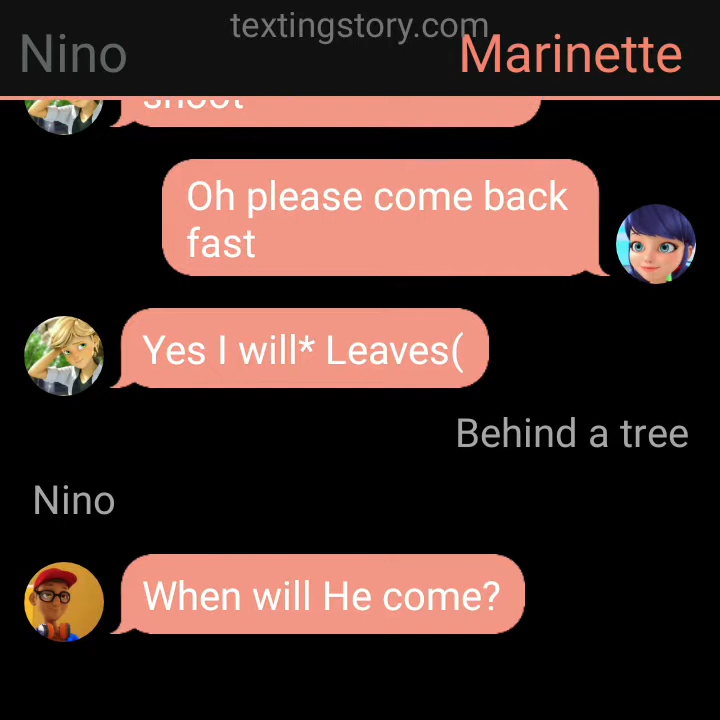 textingstory.com
Nino
Marinette
shoot
Oh please come back
fast
Yes I will* Leaves(
Behind a tree
Nino
When will He come?